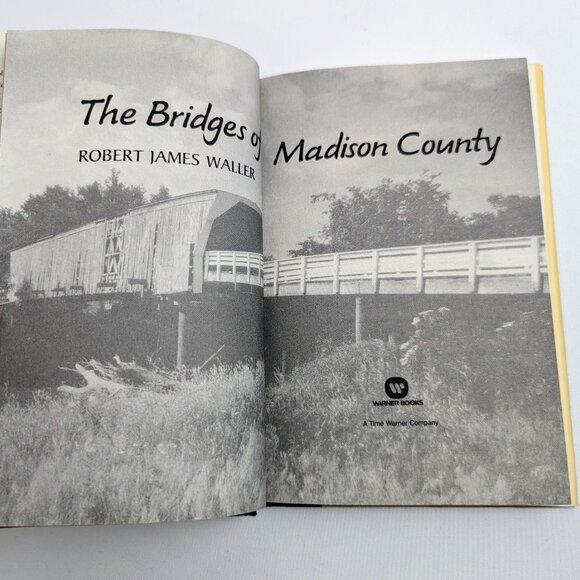 The Bridges of Madison County
ROBERT JAMES WALLER
WARNER BOOKS
A Time Warner Company